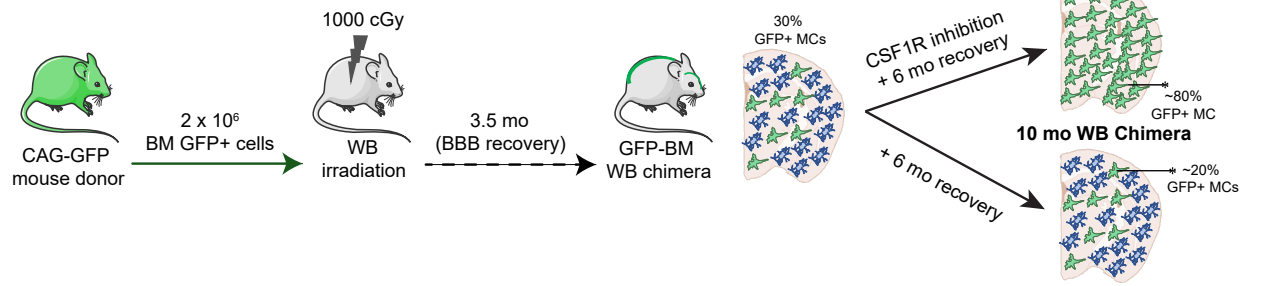 1000 cGy
30%
GFP+ MCs
CSF1R inhibition
+ 6 mo recovery
~80%
GFP+ MC
2 x 10⁶
BM GFP+ cells
3.5 mo
(BBB recovery)
10 mo WB Chimera
CAG-GFP
mouse donor
WB
irradiation
GFP-BM
WB chimera
+ 6 mo recovery
~20%
GFP+ MCs